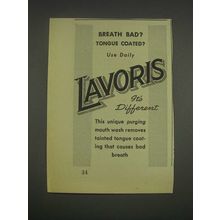 BREATH BAD?
TONGUE COATED?
Use Daily
LAVORIS
It's
Different
This unique purging
mouth wash removes
tainted tongue coat-
ing that causes bad
breath
34